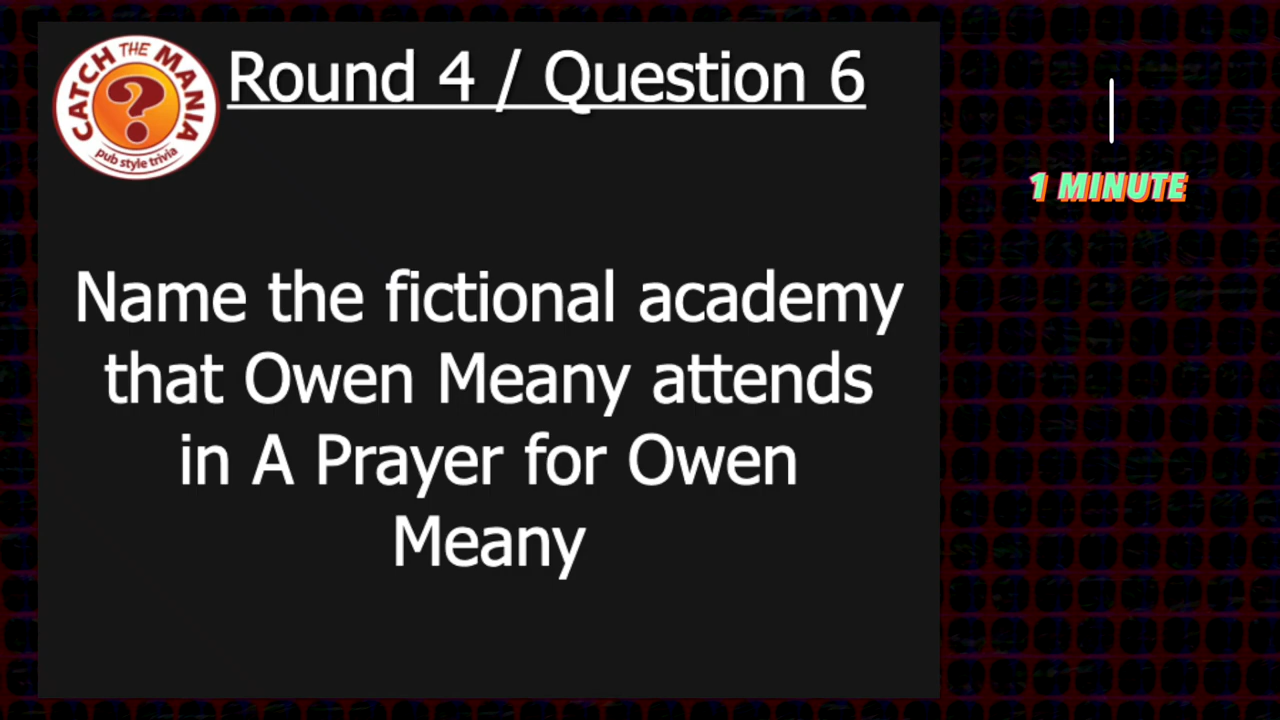 CATCH THE MANIA
?
pub style trivia
Round 4 / Question 6
1 MINUTE
Name the fictional academy
that Owen Meany attends
in A Prayer for Owen
Meany